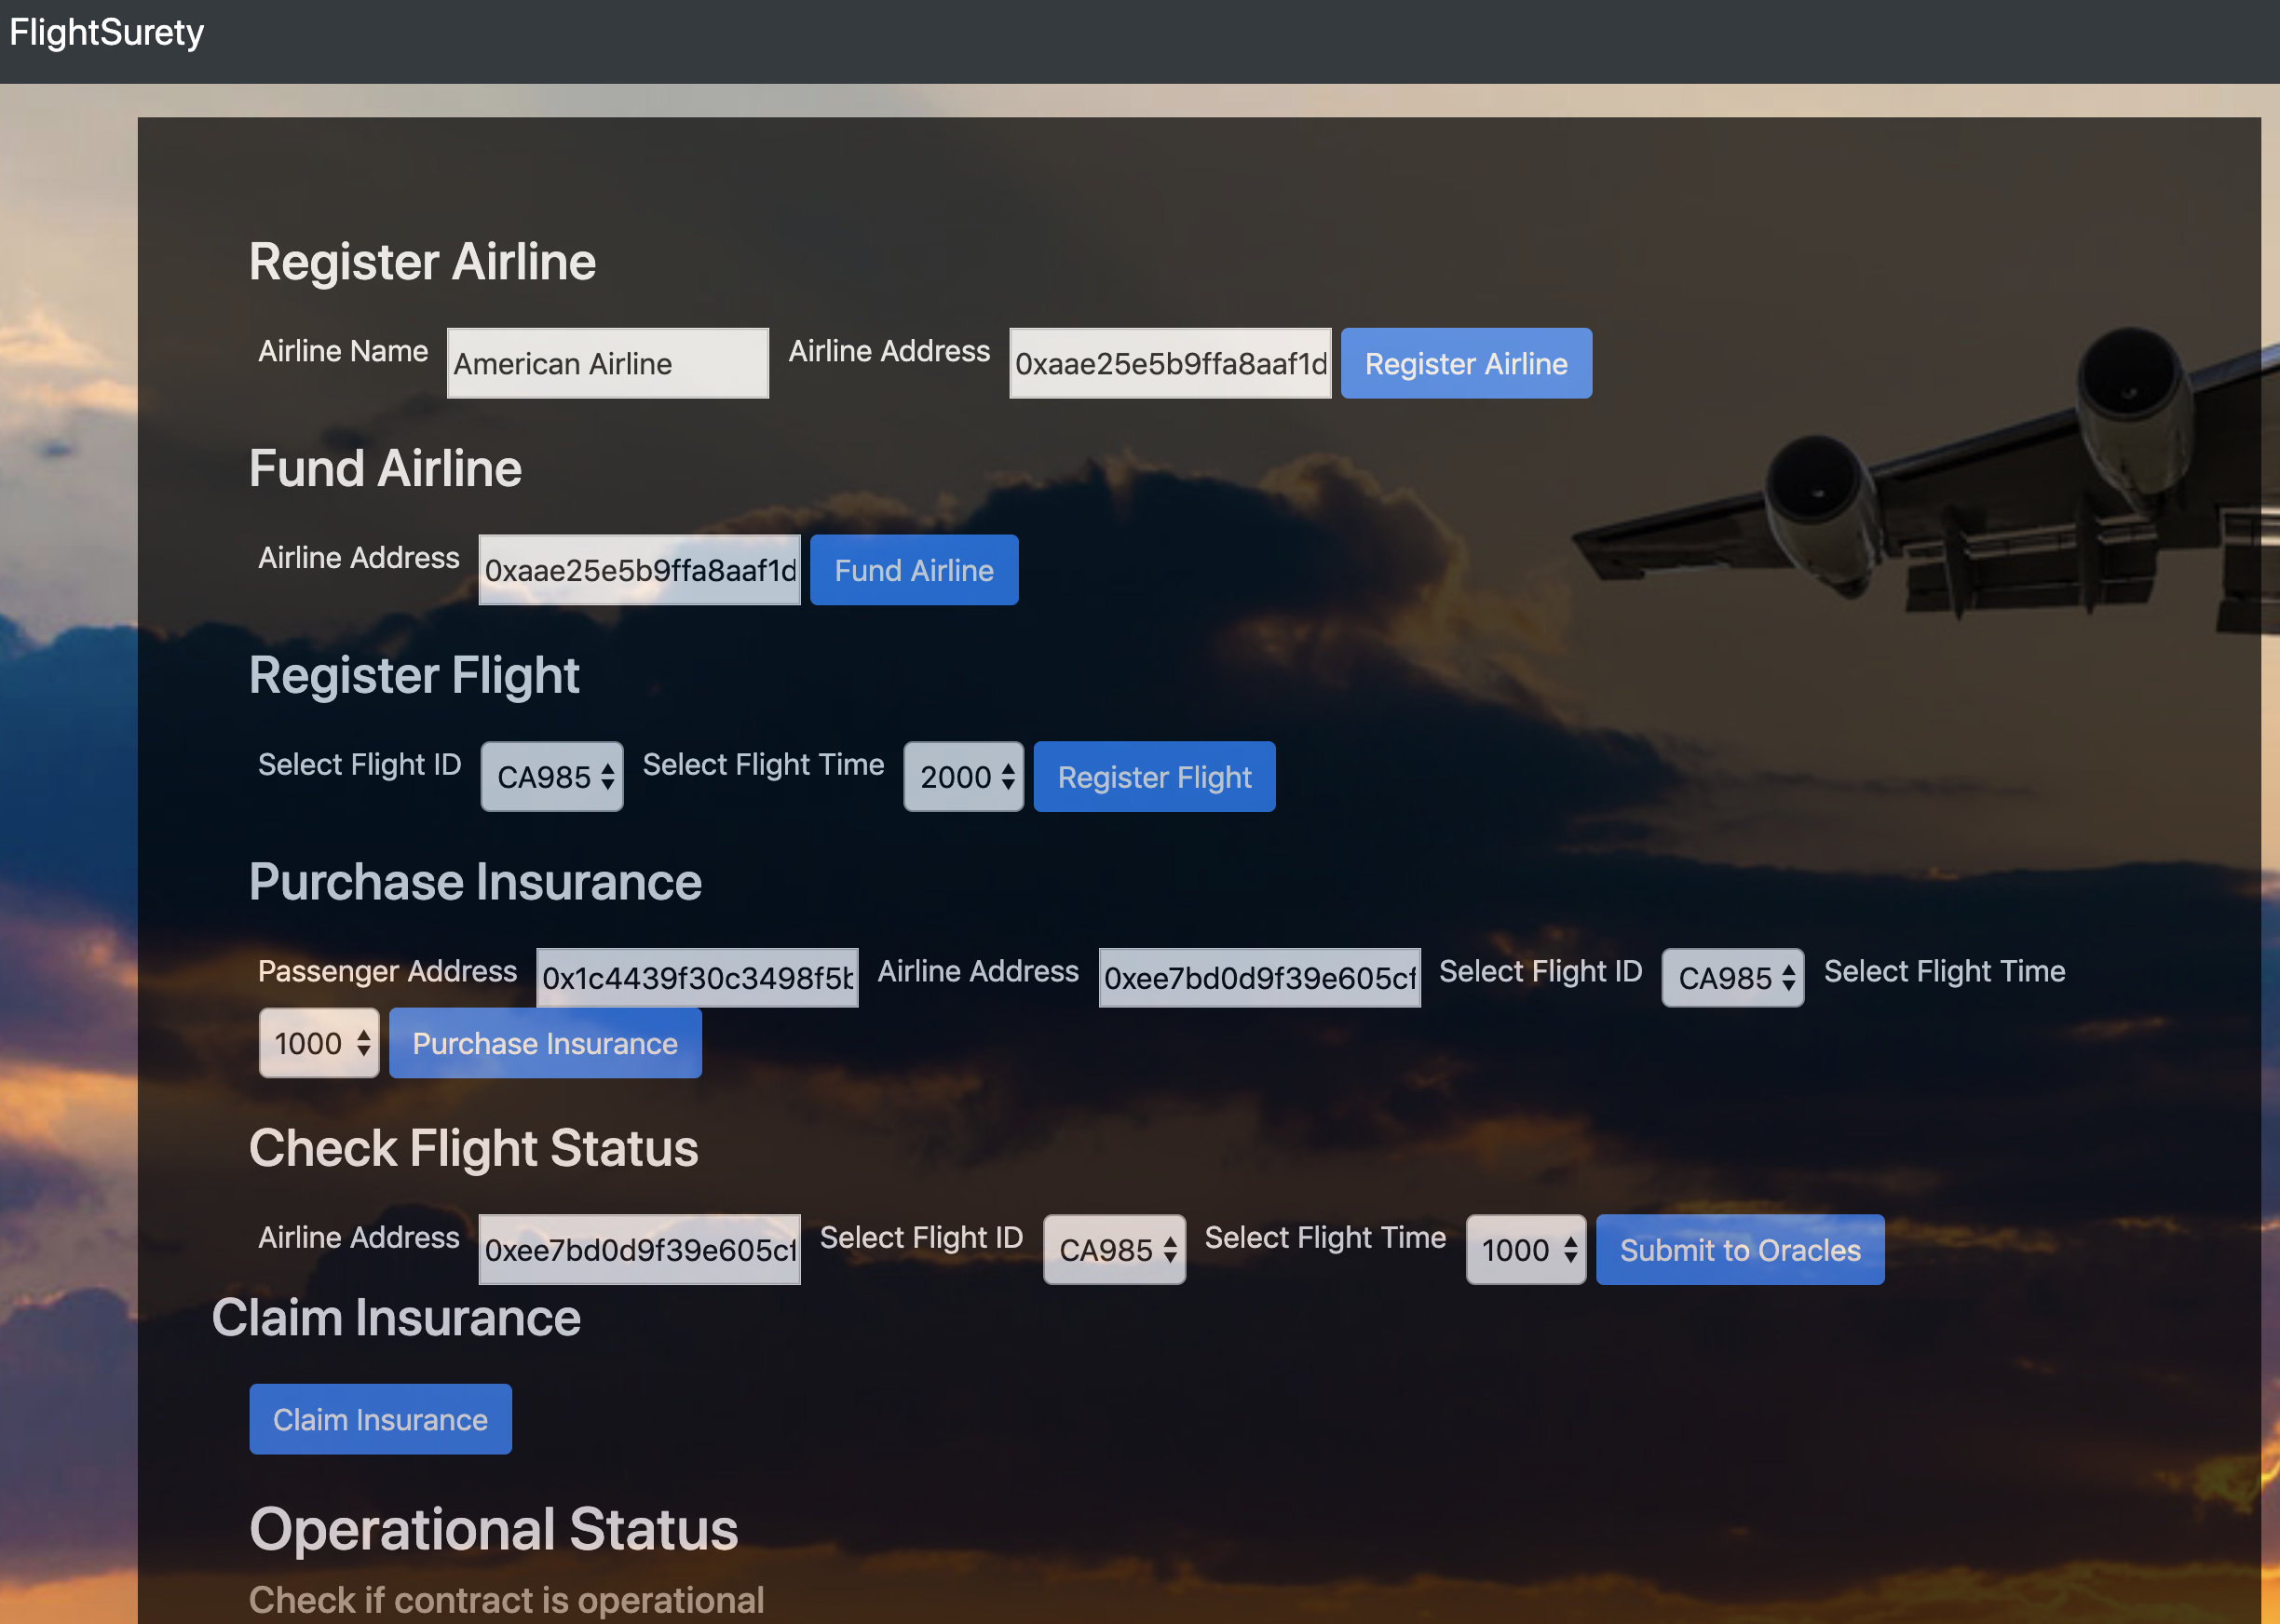 FlightSurety
Register Airline
Airline Name American Airline Airline Address 0xaae25e5b9ffa8aaf1d Register Airline
Fund Airline
Airline Address 0xaae25e5b9ffa8aaf1d Fund Airline
Register Flight
Select Flight ID CA985 Select Flight Time 2000 Register Flight
Purchase Insurance
Passenger Address 0x1c4439f30c3498f5b Airline Address 0xee7bd0d9f39e605cf Select Flight ID CA985 Select Flight Time
1000 Purchase Insurance
Check Flight Status
Airline Address 0xee7bd0d9f39e605cf Select Flight ID CA985 Select Flight Time 1000 Submit to Oracles
Claim Insurance
Claim Insurance
Operational Status
Check if contract is operational